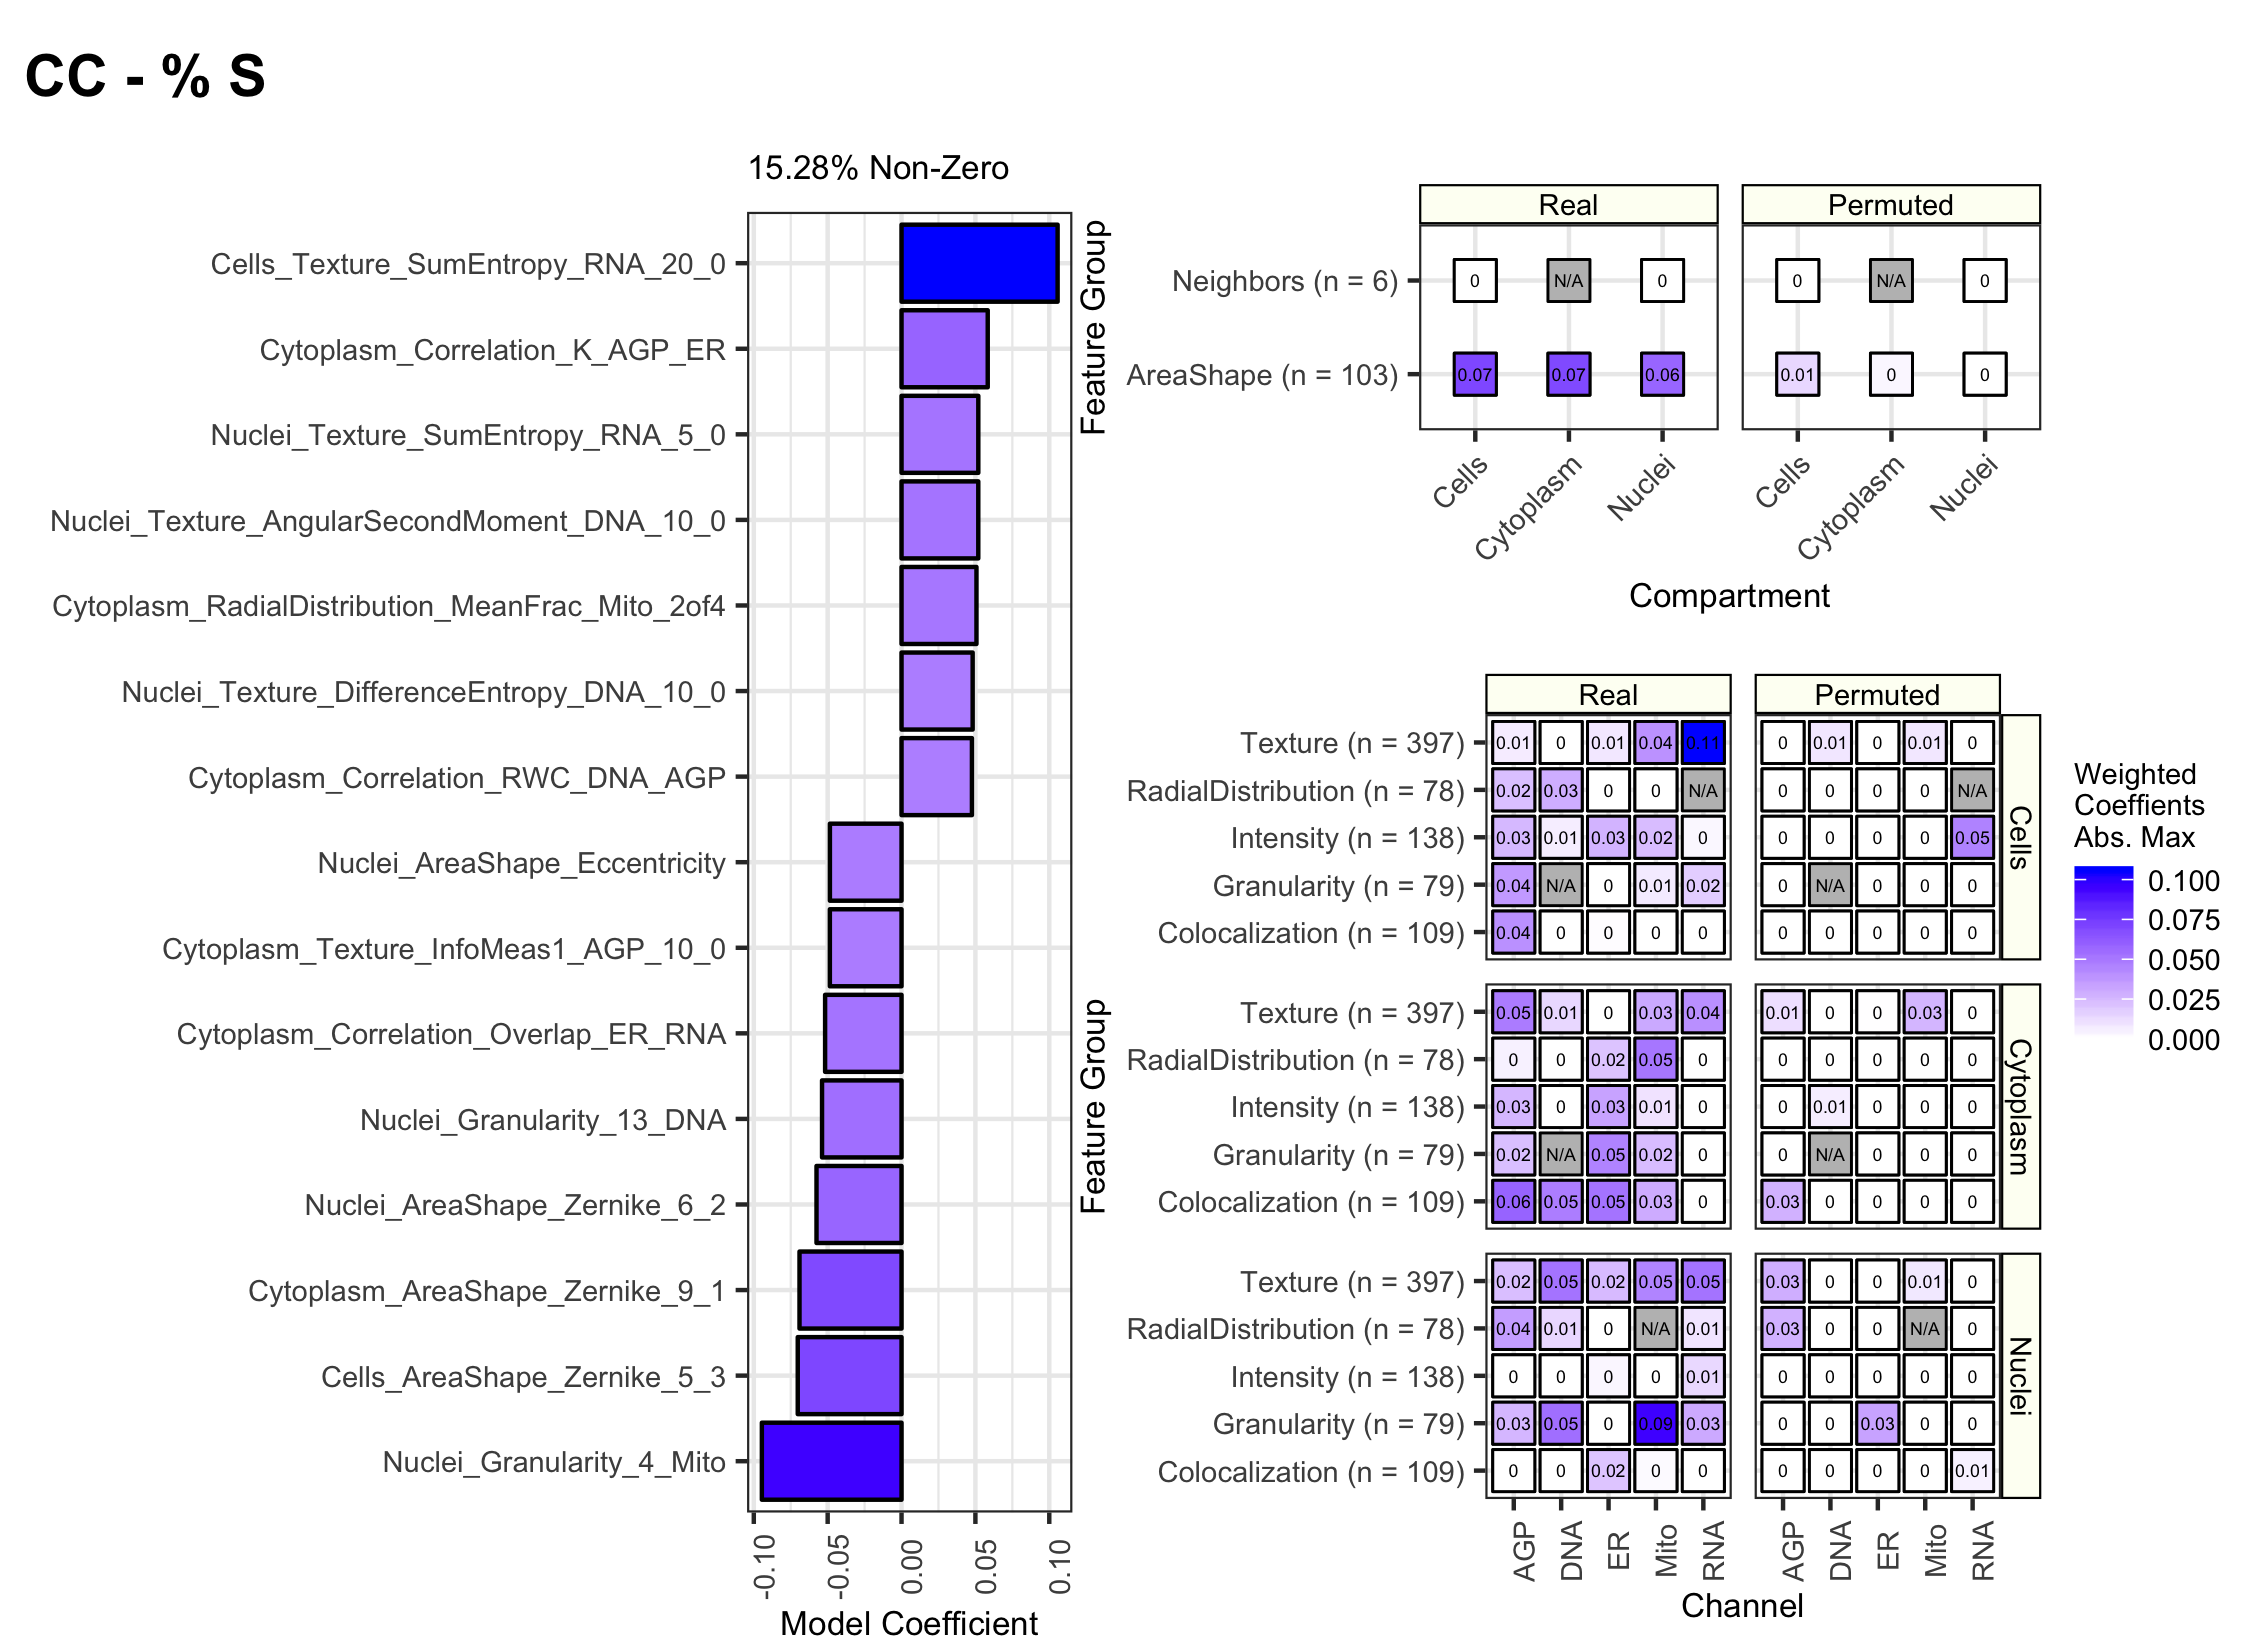 CC - % S
15.28% Non-Zero
Cells_Texture_SumEntropy_RNA_20_0
Cytoplasm_Correlation_K_AGP_ER
Nuclei_Texture_SumEntropy_RNA_5_0
Nuclei_Texture_AngularSecondMoment_DNA_10_0
Cytoplasm_RadialDistribution_MeanFrac_Mito_2of4
Nuclei_Texture_DifferenceEntropy_DNA_10_0
Cytoplasm_Correlation_RWC_DNA_AGP
Nuclei_AreaShape_Eccentricity
Cytoplasm_Texture_InfoMeas1_AGP_10_0
Cytoplasm_Correlation_Overlap_ER_RNA
Nuclei_Granularity_13_DNA
Nuclei_AreaShape_Zernike_6_2
Cytoplasm_AreaShape_Zernike_9_1
Cells_AreaShape_Zernike_5_3
Nuclei_Granularity_4_Mito
-0.10 -0.05 0.00 0.05 0.10
Model Coefficient
Feature Group
Real Permuted
Neighbors (n = 6) 0 N/A 0 0 N/A 0
AreaShape (n = 103) 0.07 0.07 0.06 0.01 0 0
Cells Cytoplasm Nuclei Cells Cytoplasm Nuclei
Compartment
Feature Group
Real Permuted
Texture (n = 397) 0.01 0 0.01 0.04 0.11 0 0.01 0 0.01 0
RadialDistribution (n = 78) 0.02 0.03 0 0 N/A 0 0 0 0 N/A
Intensity (n = 138) 0.03 0.01 0.03 0.02 0 0 0 0 0 0.05
Granularity (n = 79) 0.04 N/A 0 0.01 0.02 0 N/A 0 0 0
Colocalization (n = 109) 0.04 0 0 0 0 0 0 0 0 0
Cells
Texture (n = 397) 0.05 0.01 0 0.03 0.04 0.01 0 0 0.03 0
RadialDistribution (n = 78) 0 0 0.02 0.05 0 0 0 0 0 0
Intensity (n = 138) 0.03 0 0.03 0.01 0 0 0.01 0 0 0
Granularity (n = 79) 0.02 N/A 0.05 0.02 0 0 N/A 0 0 0
Colocalization (n = 109) 0.06 0.05 0.05 0.03 0 0.03 0 0 0 0
Cytoplasm
Texture (n = 397) 0.02 0.05 0.02 0.05 0.05 0.03 0 0 0.01 0
RadialDistribution (n = 78) 0.04 0.01 0 N/A 0.01 0.03 0 0 N/A 0
Intensity (n = 138) 0 0 0 0 0.01 0 0 0 0 0
Granularity (n = 79) 0.03 0.05 0 0.09 0.03 0 0 0.03 0 0
Colocalization (n = 109) 0 0 0.02 0 0 0 0 0 0 0.01
Nuclei
AGP DNA ER Mito RNA AGP DNA ER Mito RNA
Channel
Weighted
Coeffients
Abs. Max
0.100
0.075
0.050
0.025
0.000